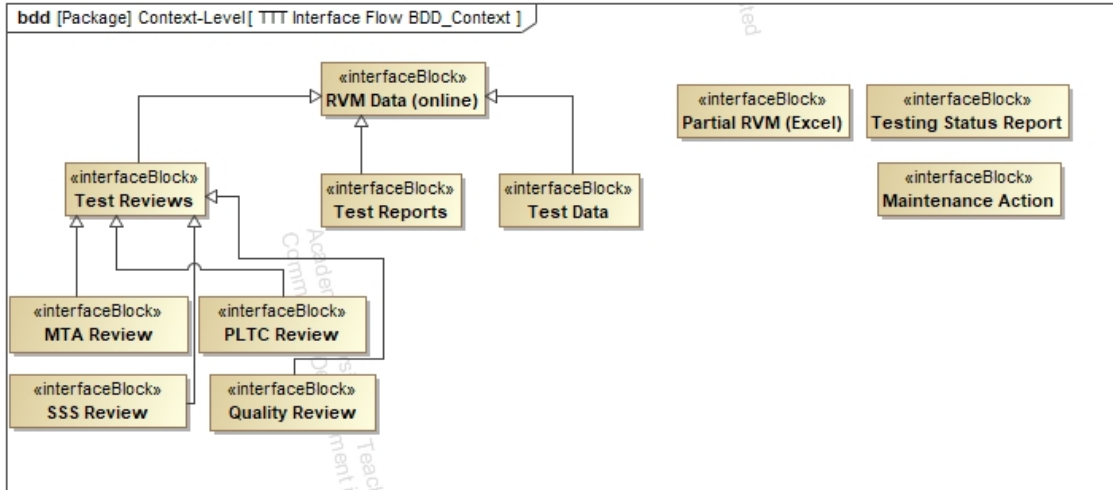 bdd [Package] Context-Level[ TTT Interface Flow BDD_Context ]
«interfaceBlock»
RVM Data (online)
«interfaceBlock»
Partial RVM (Excel)
«interfaceBlock»
Testing Status Report
«interfaceBlock»
Test Reviews
«interfaceBlock»
Test Reports
«interfaceBlock»
Test Data
«interfaceBlock»
Maintenance Action
«interfaceBlock»
MTA Review
«interfaceBlock»
PLTC Review
«interfaceBlock»
SSS Review
«interfaceBlock»
Quality Review